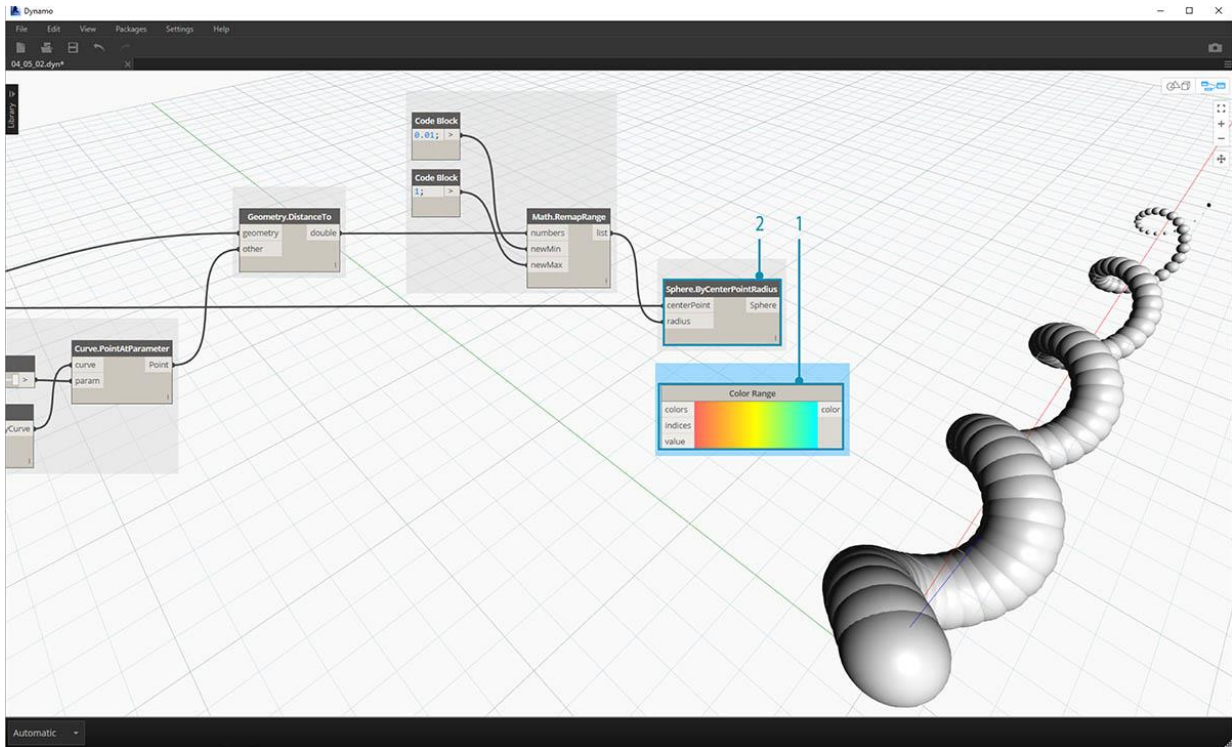 Dynamo
File Edit View Packages Settings Help
04_05_02.dyn*
Library
Code Block
0.01; >
Code Block
1; >
Geometry.DistanceTo
geometry double
other
Math.RemapRange
numbers list
newMin
newMax
2 1
Sphere.ByCenterPointRadius
centerPoint Sphere
radius
Curve.PointAtParameter
curve Point
param
>
yCurve
Color Range
colors color
indices
value
Automatic